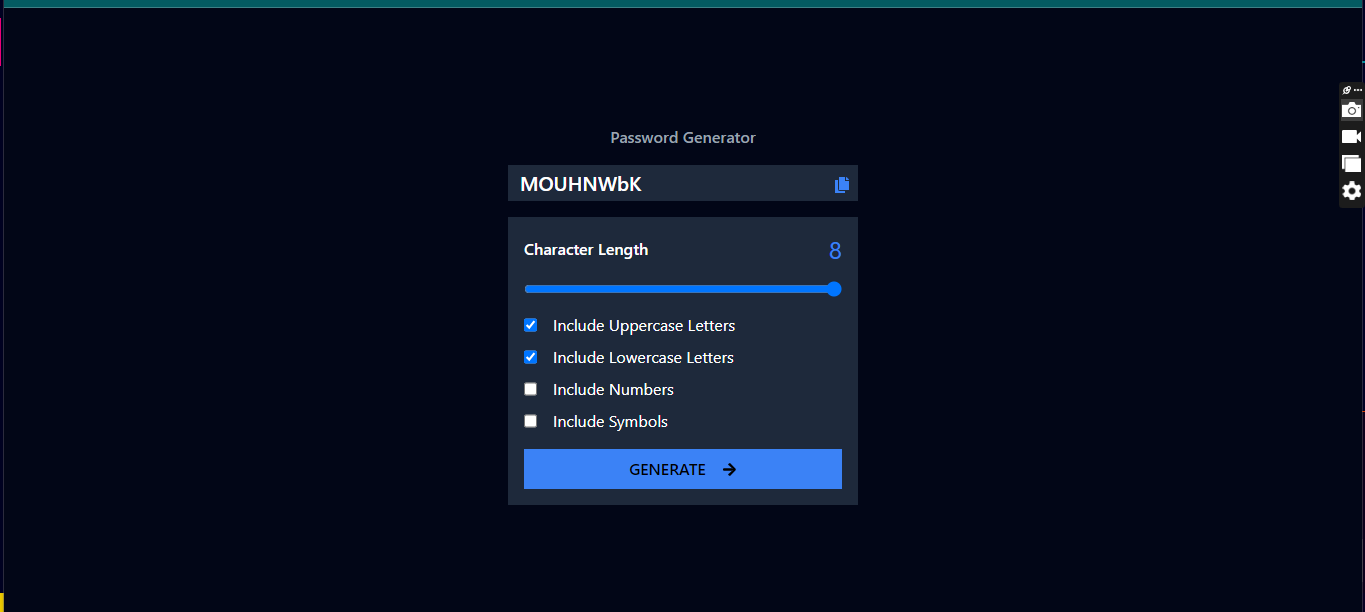 Password Generator
MOUHNWbK
Character Length 8
Include Uppercase Letters
Include Lowercase Letters
Include Numbers
Include Symbols
GENERATE